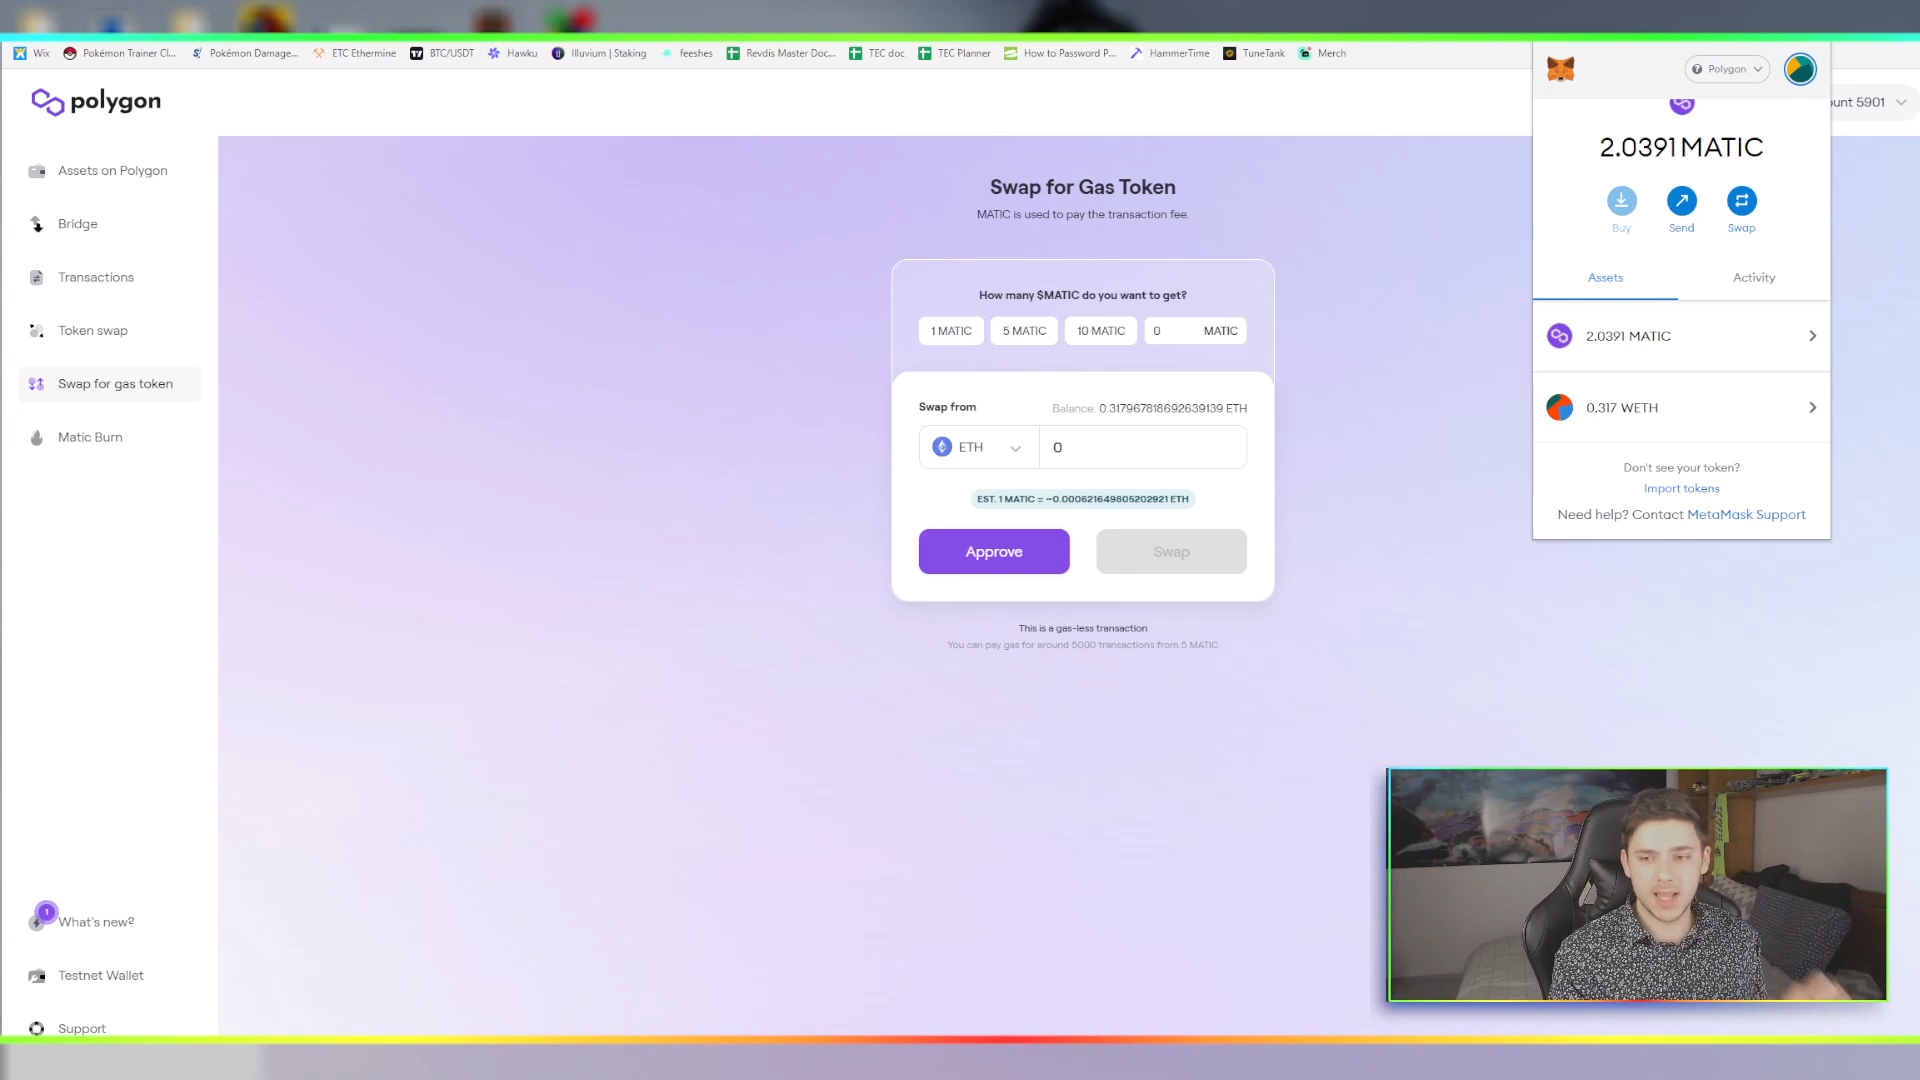 Wix
Pokémon Trainer Cl...
Pokémon Damage...
ETC Ethermine
BTC/USDT
Hawku
Illuvium | Staking
feeshes
Revdis Master Doc...
TEC doc
TEC Planner
How to Password P...
HammerTime
TuneTank
Merch
polygon
Assets on Polygon
Bridge
Transactions
Token swap
Swap for gas token
Matic Burn
1
What's new?
Testnet Wallet
Support
Swap for Gas Token
MATIC is used to pay the transaction fee.
How many $MATIC do you want to get?
1 MATIC
5 MATIC
10 MATIC
0 MATIC
Swap from
Balance: 0.317967818692639139 ETH
ETH
0
EST. 1 MATIC = ~0.000621649805202921 ETH
Approve
Swap
This is a gas-less transaction
You can pay gas for around 5000 transactions from 5 MATIC
Polygon
unt 5901
2.0391 MATIC
Buy
Send
Swap
Assets
Activity
2.0391 MATIC
0.317 WETH
Don't see your token?
Import tokens
Need help? Contact MetaMask Support